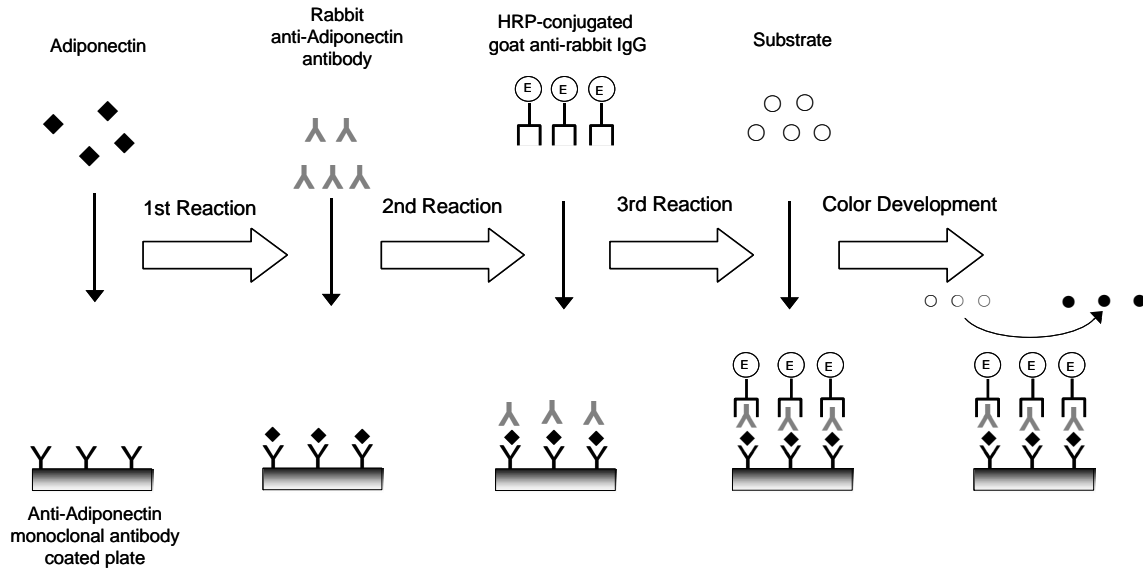 Adiponectin
Rabbit
anti-Adiponectin
antibody
HRP-conjugated
goat anti-rabbit IgG
Substrate
E E E
1st Reaction
2nd Reaction
3rd Reaction
Color Development
E E E
E E E
Anti-Adiponectin
monoclonal antibody
coated plate